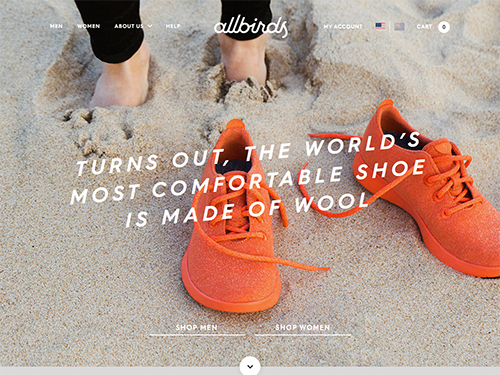 MEN WOMEN ABOUT US HELP allbirds MY ACCOUNT CART 0
TURNS OUT, THE WORLD'S
MOST COMFORTABLE SHOE
IS MADE OF WOOL
SHOP MEN SHOP WOMEN